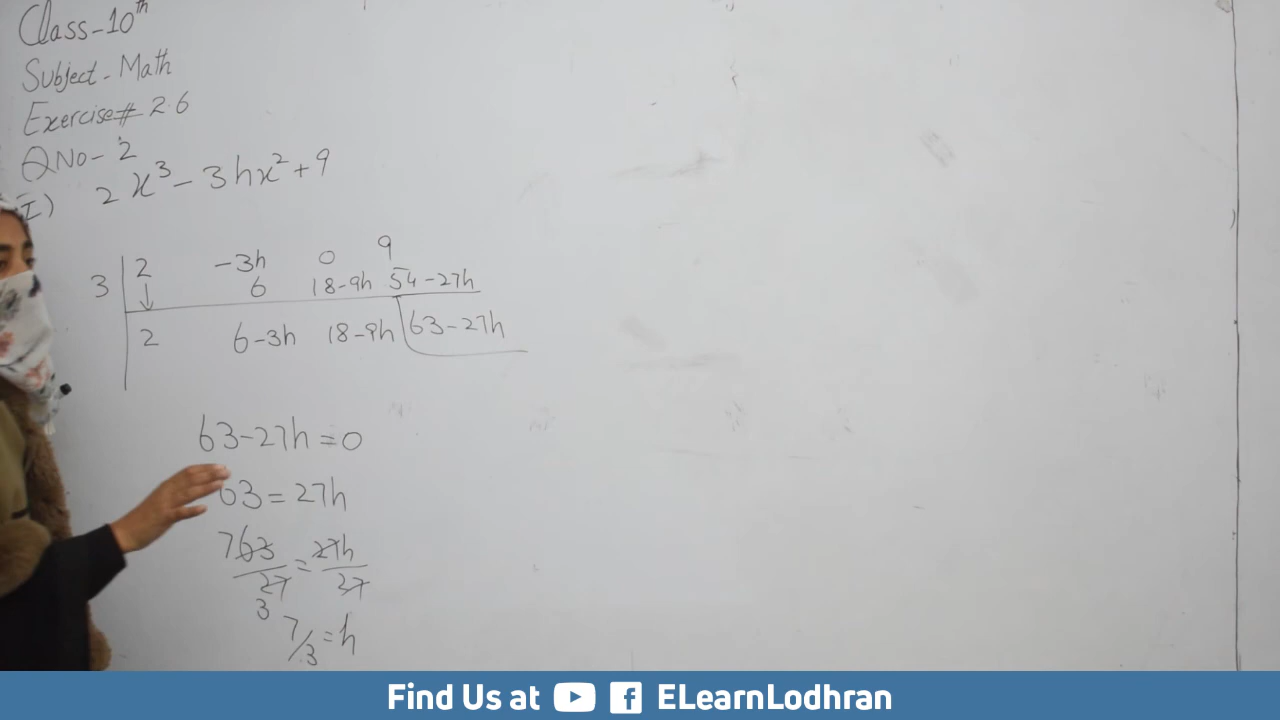 Class-10th
Subject-Math
Exercise# 2.6
QNo-2
I) 2x³-3hx²+9
2 -3h 0 9
3 ↓ 6 18-9h 54-27h
2 6-3h 18-9h 63-27h
63-27h=0
63=27h
7 63/27 3 = 27h/27
7/3=h
Find Us at ELearnLodhran